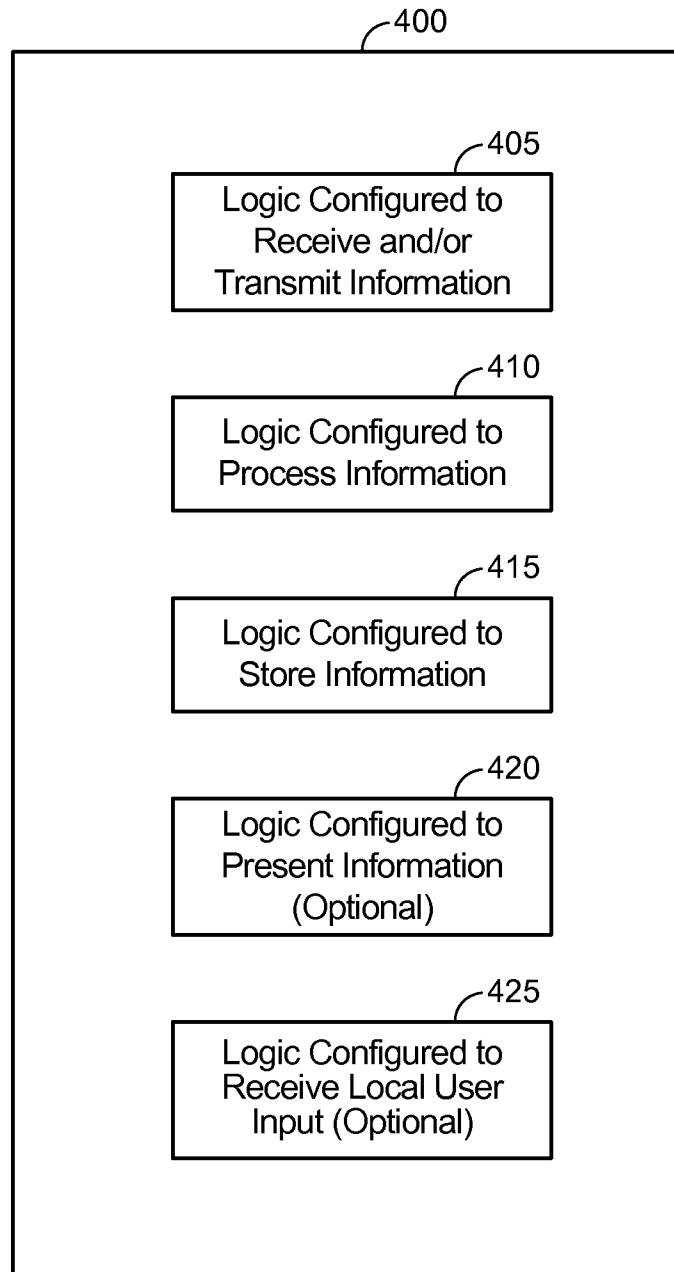 400
405
Logic Configured to
Receive and/or
Transmit Information
410
Logic Configured to
Process Information
415
Logic Configured to
Store Information
420
Logic Configured to
Present Information
(Optional)
425
Logic Configured to
Receive Local User
Input (Optional)